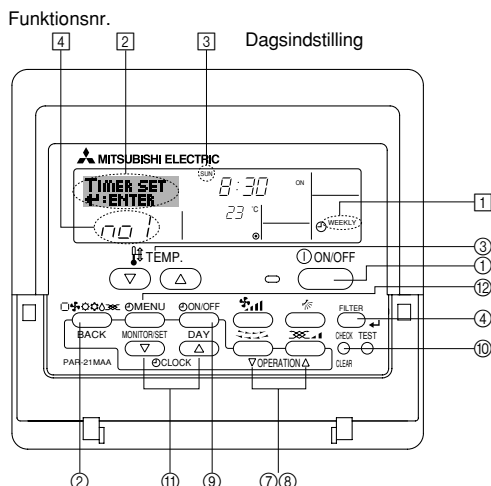 Funktionsnr.
4 2 3 Dagsindstilling
MITSUBISHI ELECTRIC
SUN
TIMER SET 8:30 ON
↵:ENTER
23 °C WEEKLY 1
no 1
TEMP. ON/OFF ③
①
⑫
MENU ON/OFF FILTER
④
BACK MONITOR/SET DAY CHECK TEST
⑩
PAR-21MAA CLOCK ▽OPERATION△ CLEAR
② ⑪ ⑨ ⑦⑧